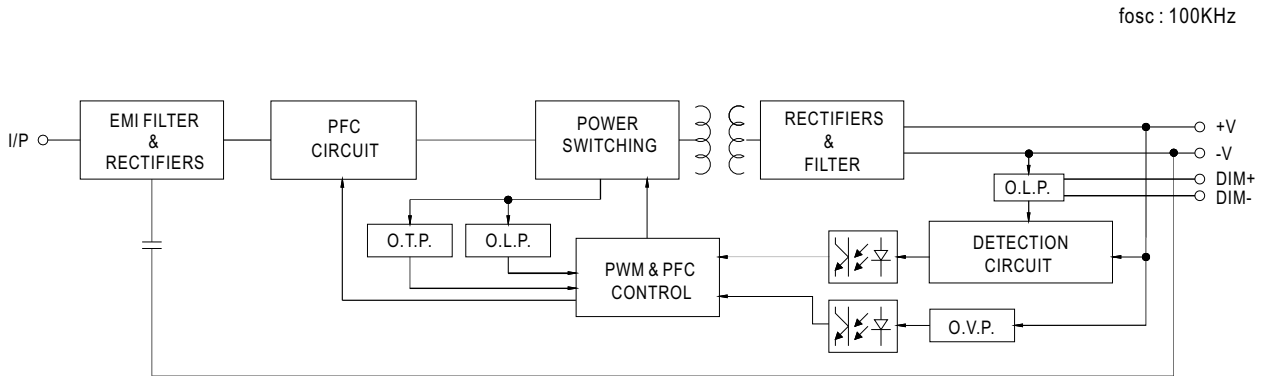 fosc : 100KHz
I/P
EMI FILTER
&
RECTIFIERS
PFC
CIRCUIT
POWER
SWITCHING
RECTIFIERS
&
FILTER
+V
-V
DIM+
DIM-
O.L.P.
O.T.P.
O.L.P.
PWM & PFC
CONTROL
DETECTION
CIRCUIT
O.V.P.